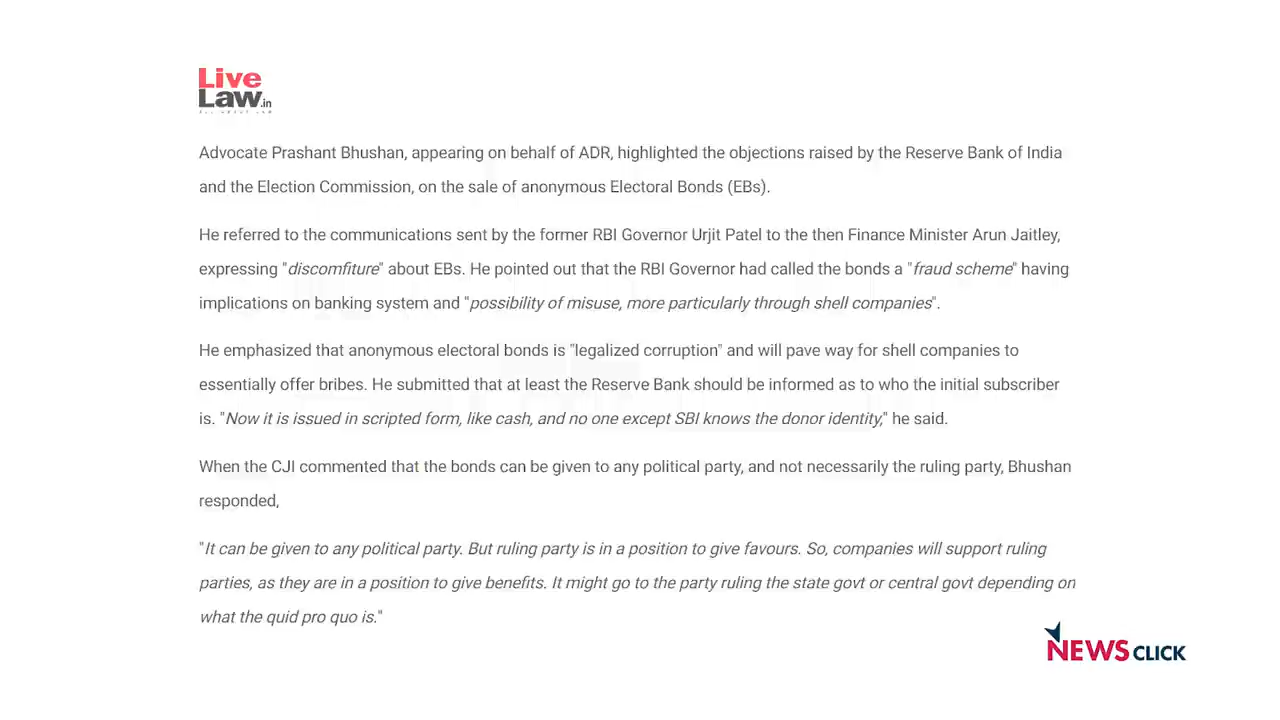 Live
Law.in
Advocate Prashant Bhushan, appearing on behalf of ADR, highlighted the objections raised by the Reserve Bank of India
and the Election Commission, on the sale of anonymous Electoral Bonds (EBs).
He referred to the communications sent by the former RBI Governor Urjit Patel to the then Finance Minister Arun Jaitley,
expressing "discomfiture" about EBs. He pointed out that the RBI Governor had called the bonds a "fraud scheme" having
implications on banking system and "possibility of misuse, more particularly through shell companies".
He emphasized that anonymous electoral bonds is "legalized corruption" and will pave way for shell companies to
essentially offer bribes. He submitted that at least the Reserve Bank should be informed as to who the initial subscriber
is. "Now it is issued in scripted form, like cash, and no one except SBI knows the donor identity," he said.
When the CJI commented that the bonds can be given to any political party, and not necessarily the ruling party, Bhushan
responded,
"It can be given to any political party. But ruling party is in a position to give favours. So, companies will support ruling
parties, as they are in a position to give benefits. It might go to the party ruling the state govt or central govt depending on
what the quid pro quo is."
NEWS CLICK